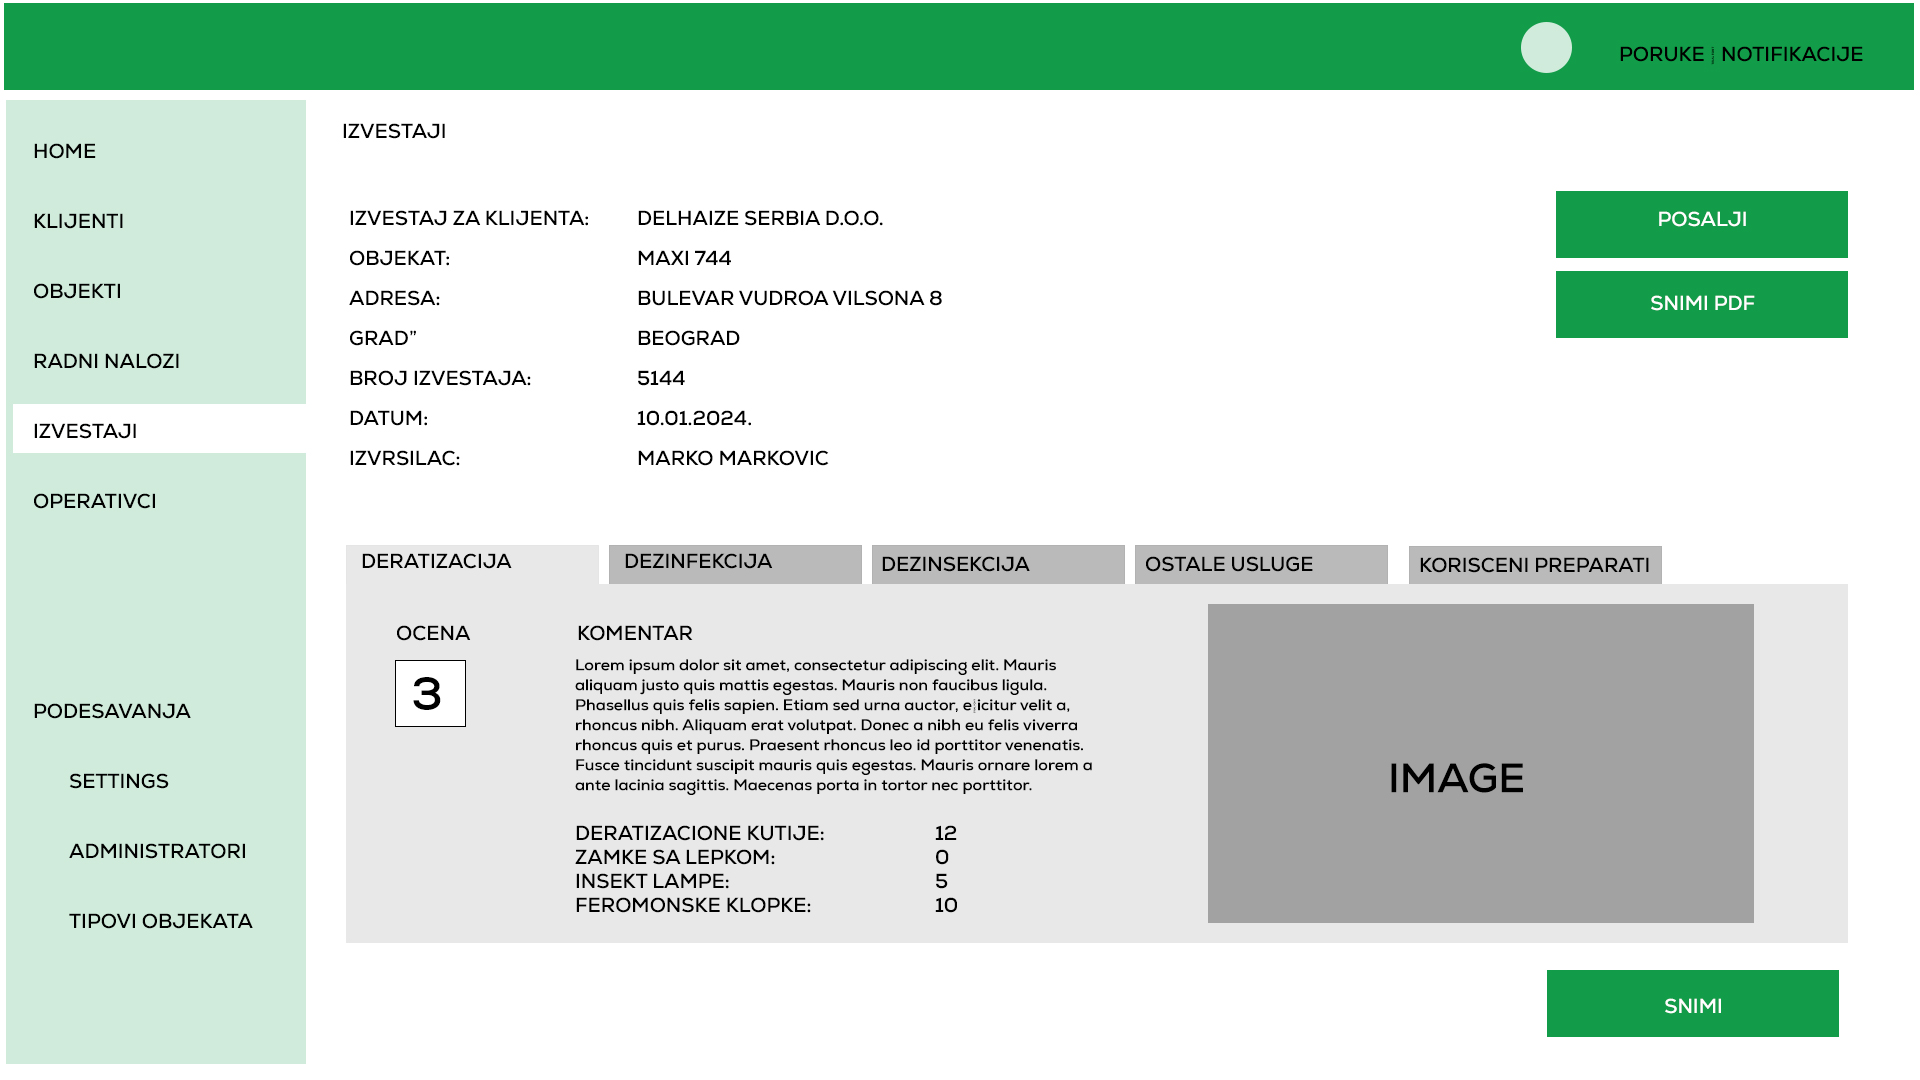 PORUKE | NOTIFIKACIJE
HOME
KLIJENTI
OBJEKTI
RADNI NALOZI
IZVESTAJI
OPERATIVCI
PODESAVANJA
SETTINGS
ADMINISTRATORI
TIPOVI OBJEKATA
IZVESTAJI
IZVESTAJ ZA KLIJENTA: DELHAIZE SERBIA D.O.O.
OBJEKAT: MAXI 744
ADRESA: BULEVAR VUDROA VILSONA 8
GRAD” BEOGRAD
BROJ IZVESTAJA: 5144
DATUM: 10.01.2024.
IZVRSILAC: MARKO MARKOVIC
POSALJI
SNIMI PDF
DERATIZACIJA DEZINFEKCIJA DEZINSEKCIJA OSTALE USLUGE KORISCENI PREPARATI
OCENA
3
KOMENTAR
Lorem ipsum dolor sit amet, consectetur adipiscing elit. Mauris
aliquam justo quis mattis egestas. Mauris non faucibus ligula.
Phasellus quis felis sapien. Etiam sed urna auctor, velit a,
rhoncus nibh. Aliquam erat volutpat. Donec a nibh eu felis viverra
rhoncus quis et purus. Praesent rhoncus leo id porttitor venenatis.
Fusce tincidunt suscipit mauris quis egestas. Mauris ornare lorem a
ante lacinia sagittis. Maecenas porta in tortor nec porttitor.
DERATIZACIONE KUTIJE: 12
ZAMKE SA LEPKOM: 0
INSEKT LAMPE: 5
FEROMONSKE KLOPKE: 10
IMAGE
SNIMI